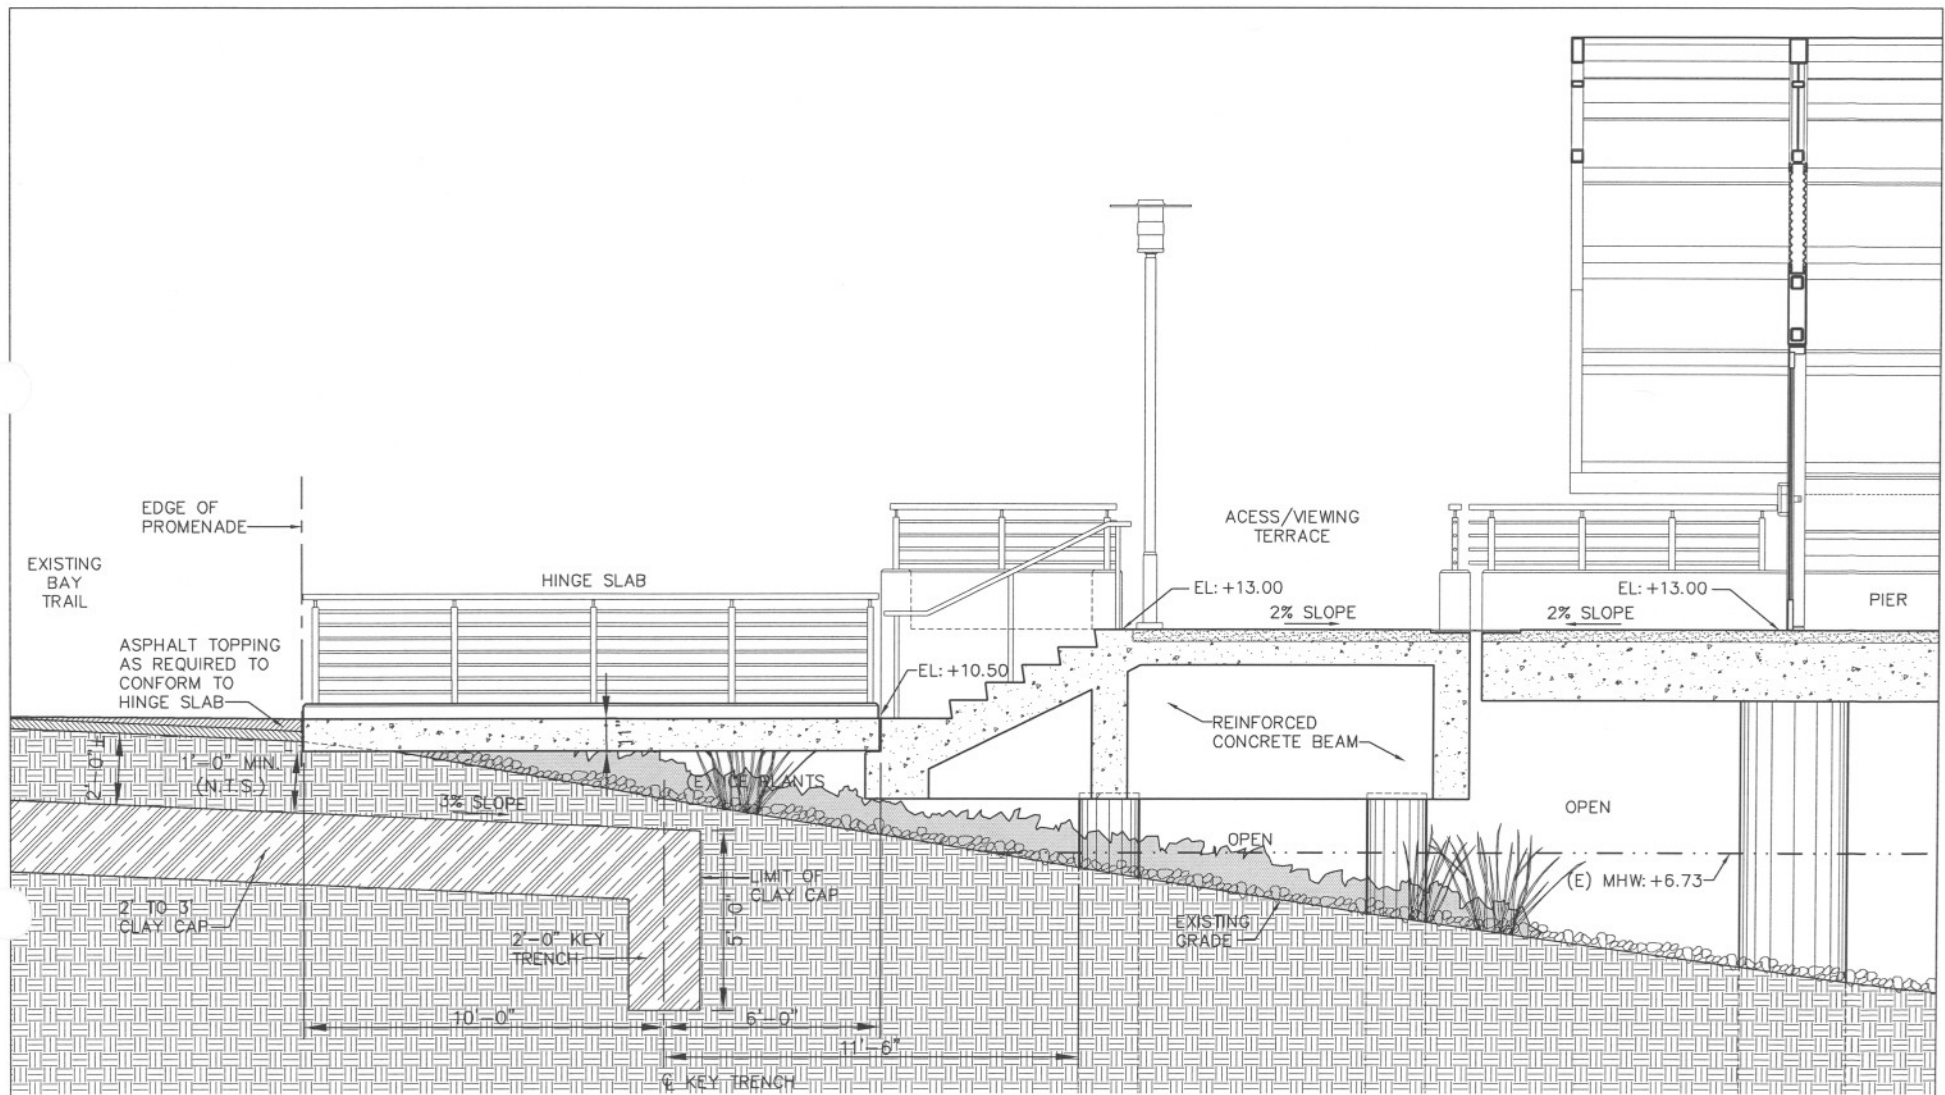 EDGE OF
PROMENADE
EXISTING
BAY
TRAIL
HINGE SLAB
ACESS/VIEWING
TERRACE
EL: +13.00
2% SLOPE
EL: +13.00
2% SLOPE
PIER
ASPHALT TOPPING
AS REQUIRED TO
CONFORM TO
HINGE SLAB
EL: +10.50
11"
REINFORCED
CONCRETE BEAM
2'-0"±
1'-0" MIN.
(N.T.S.)
3% SLOPE
(E) ICE PLANTS
OPEN
OPEN
(E) MHW: +6.73
LIMIT OF
CLAY CAP
5'-0"
2' TO 3'
CLAY CAP
2'-0" KEY
TRENCH
EXISTING
GRADE
10'-0"
6'-0"
11'-6"
℄ KEY TRENCH